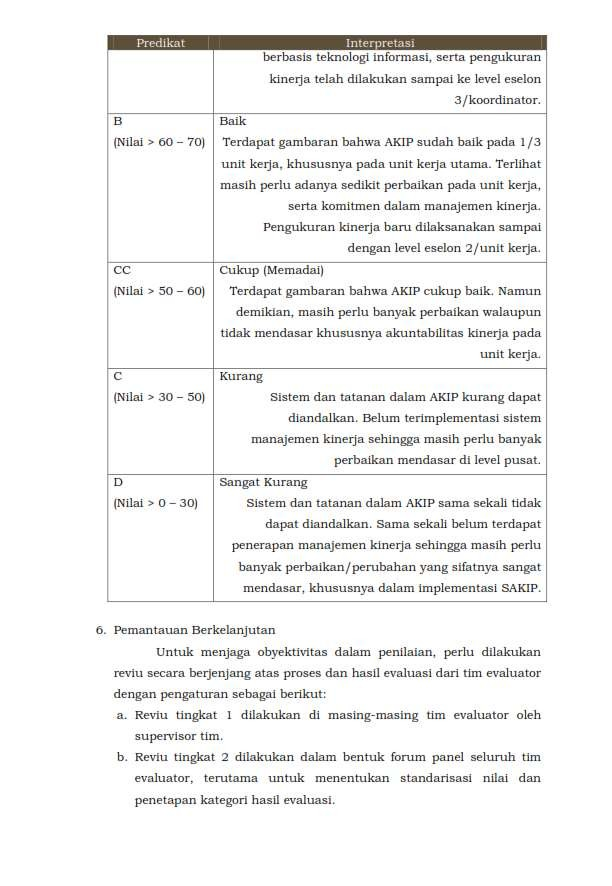 Predikat Interpretasi
berbasis teknologi informasi, serta pengukuran
kinerja telah dilakukan sampai ke level eselon
3/koordinator.
B Baik
(Nilai > 60 – 70) Terdapat gambaran bahwa AKIP sudah baik pada 1/3
unit kerja, khususnya pada unit kerja utama. Terlihat
masih perlu adanya sedikit perbaikan pada unit kerja,
serta komitmen dalam manajemen kinerja.
Pengukuran kinerja baru dilaksanakan sampai
dengan level eselon 2/unit kerja.
CC Cukup (Memadai)
(Nilai > 50 – 60) Terdapat gambaran bahwa AKIP cukup baik. Namun
demikian, masih perlu banyak perbaikan walaupun
tidak mendasar khususnya akuntabilitas kinerja pada
unit kerja.
C Kurang
(Nilai > 30 – 50) Sistem dan tatanan dalam AKIP kurang dapat
diandalkan. Belum terimplementasi sistem
manajemen kinerja sehingga masih perlu banyak
perbaikan mendasar di level pusat.
D Sangat Kurang
(Nilai > 0 – 30) Sistem dan tatanan dalam AKIP sama sekali tidak
dapat diandalkan. Sama sekali belum terdapat
penerapan manajemen kinerja sehingga masih perlu
banyak perbaikan/perubahan yang sifatnya sangat
mendasar, khususnya dalam implementasi SAKIP.
6. Pemantauan Berkelanjutan
Untuk menjaga obyektivitas dalam penilaian, perlu dilakukan
reviu secara berjenjang atas proses dan hasil evaluasi dari tim evaluator
dengan pengaturan sebagai berikut:
a. Reviu tingkat 1 dilakukan di masing-masing tim evaluator oleh
supervisor tim.
b. Reviu tingkat 2 dilakukan dalam bentuk forum panel seluruh tim
evaluator, terutama untuk menentukan standarisasi nilai dan
penetapan kategori hasil evaluasi.